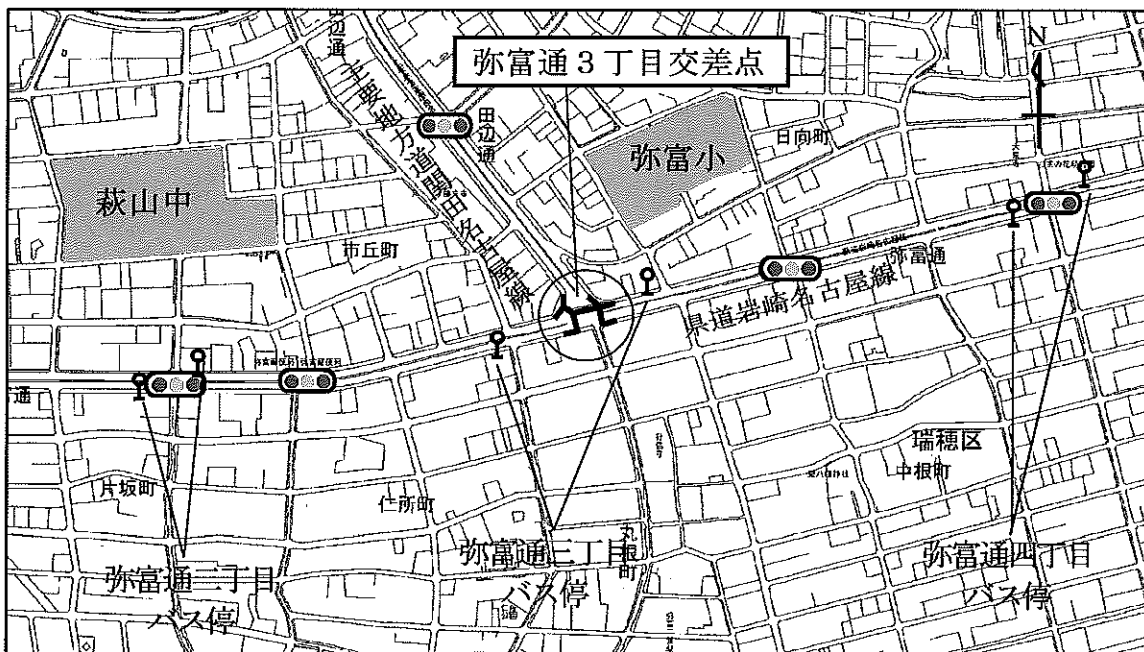 弥富通3丁目交差点
N
田辺通
田辺通
主要地方道関田名古屋線
萩山中
弥富小
日向町
市丘町
弥富通
県道岩崎名古屋線
通
瑞穂区
中根町
片坂町
仁所町
丸根町
弥富通二丁目
バス停
弥富通三丁目
バス停
弥富通四丁目
バス停